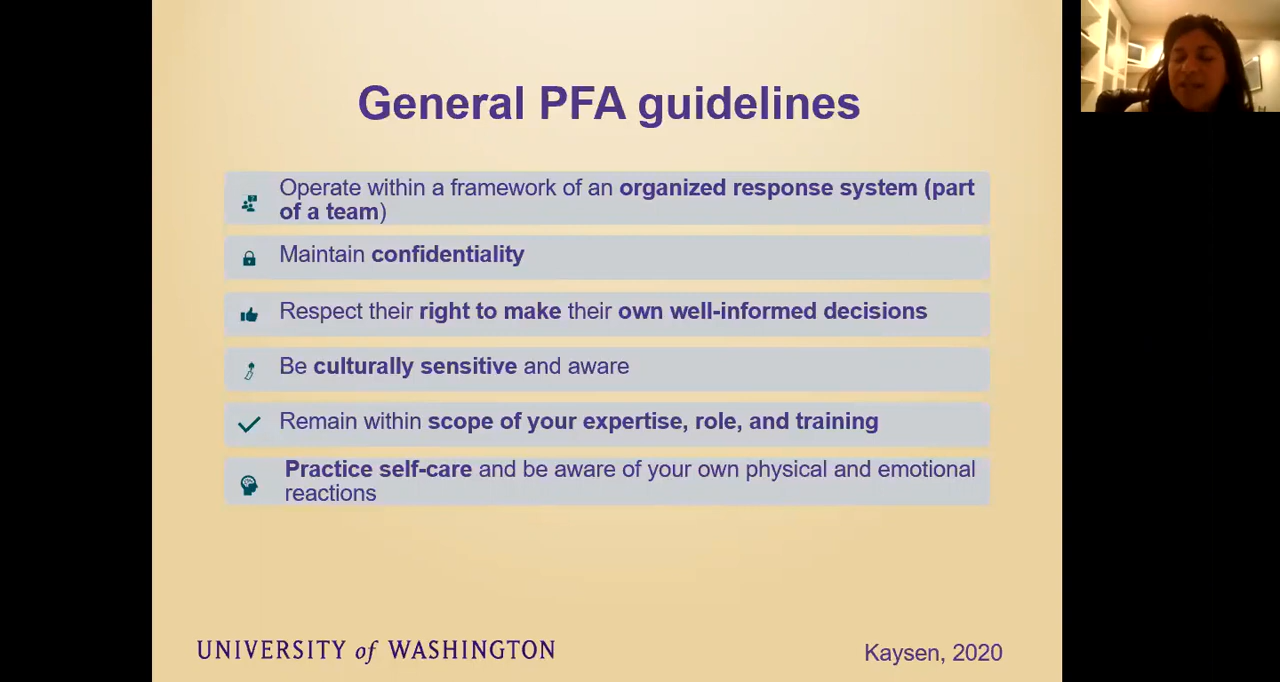 General PFA guidelines
Operate within a framework of an organized response system (part
of a team)
Maintain confidentiality
Respect their right to make their own well-informed decisions
Be culturally sensitive and aware
Remain within scope of your expertise, role, and training
Practice self-care and be aware of your own physical and emotional
reactions
UNIVERSITY of WASHINGTON
Kaysen, 2020